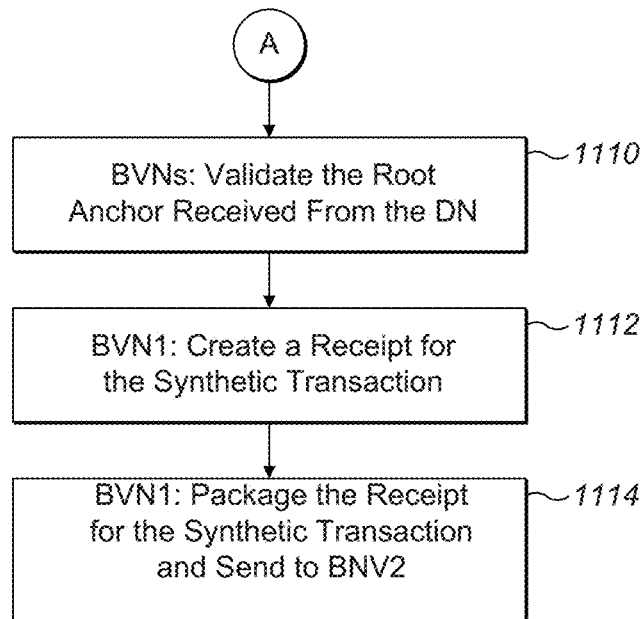 A
BVNs: Validate the Root
Anchor Received From the DN
1110
BVN1: Create a Receipt for
the Synthetic Transaction
1112
BVN1: Package the Receipt
for the Synthetic Transaction
and Send to BNV2
1114